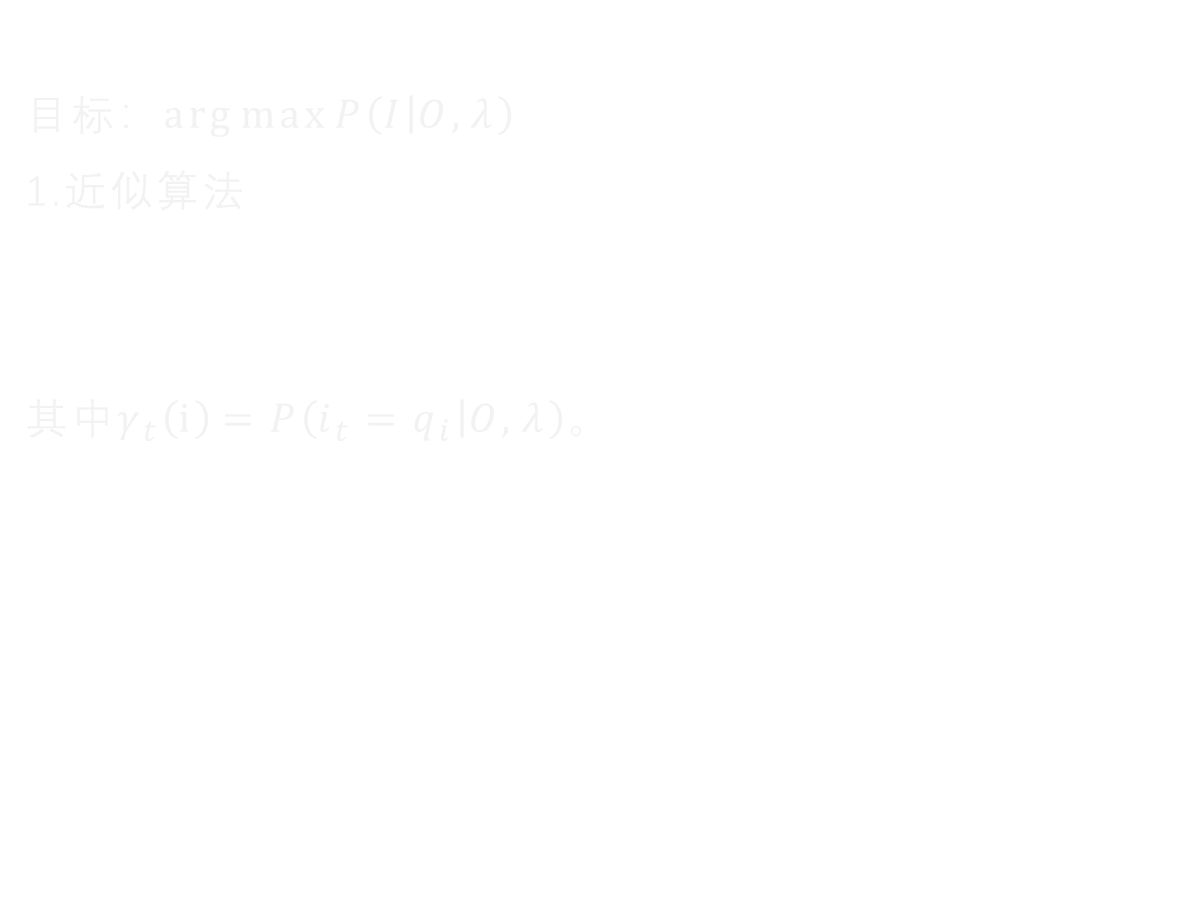 目标：arg max P(I|O, λ)
1.近似算法
其中γ_t(i) = P(i_t = q_i|O, λ)。